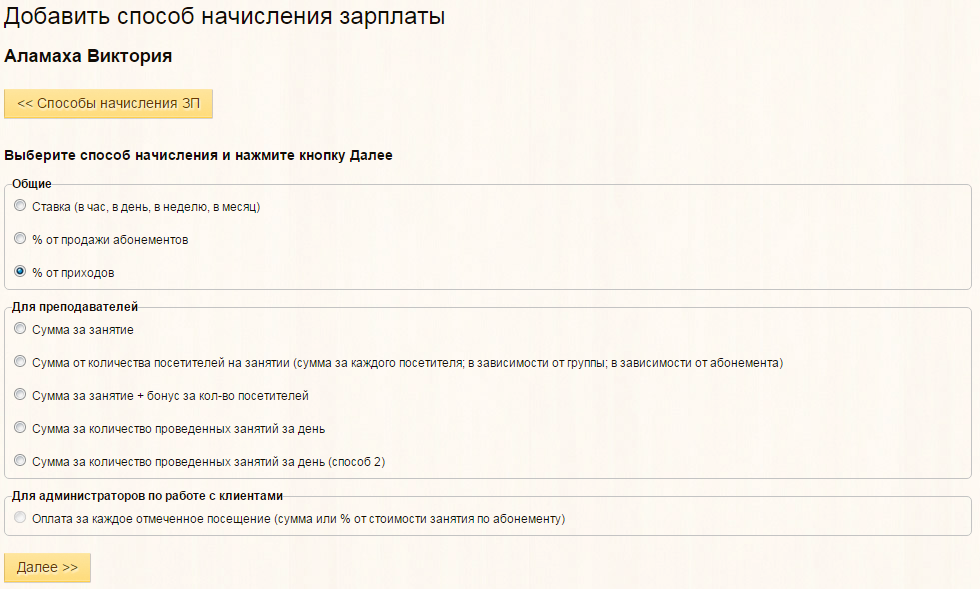 Добавить способ начисления зарплаты
Аламаха Виктория
<< Способы начисления ЗП
Выберите способ начисления и нажмите кнопку Далее
Общие
Ставка (в час, в день, в неделю, в месяц)
% от продажи абонементов
% от приходов
Для преподавателей
Сумма за занятие
Сумма от количества посетителей на занятии (сумма за каждого посетителя; в зависимости от группы; в зависимости от абонемента)
Сумма за занятие + бонус за кол-во посетителей
Сумма за количество проведенных занятий за день
Сумма за количество проведенных занятий за день (способ 2)
Для администраторов по работе с клиентами
Оплата за каждое отмеченное посещение (сумма или % от стоимости занятия по абонементу)
Далее >>